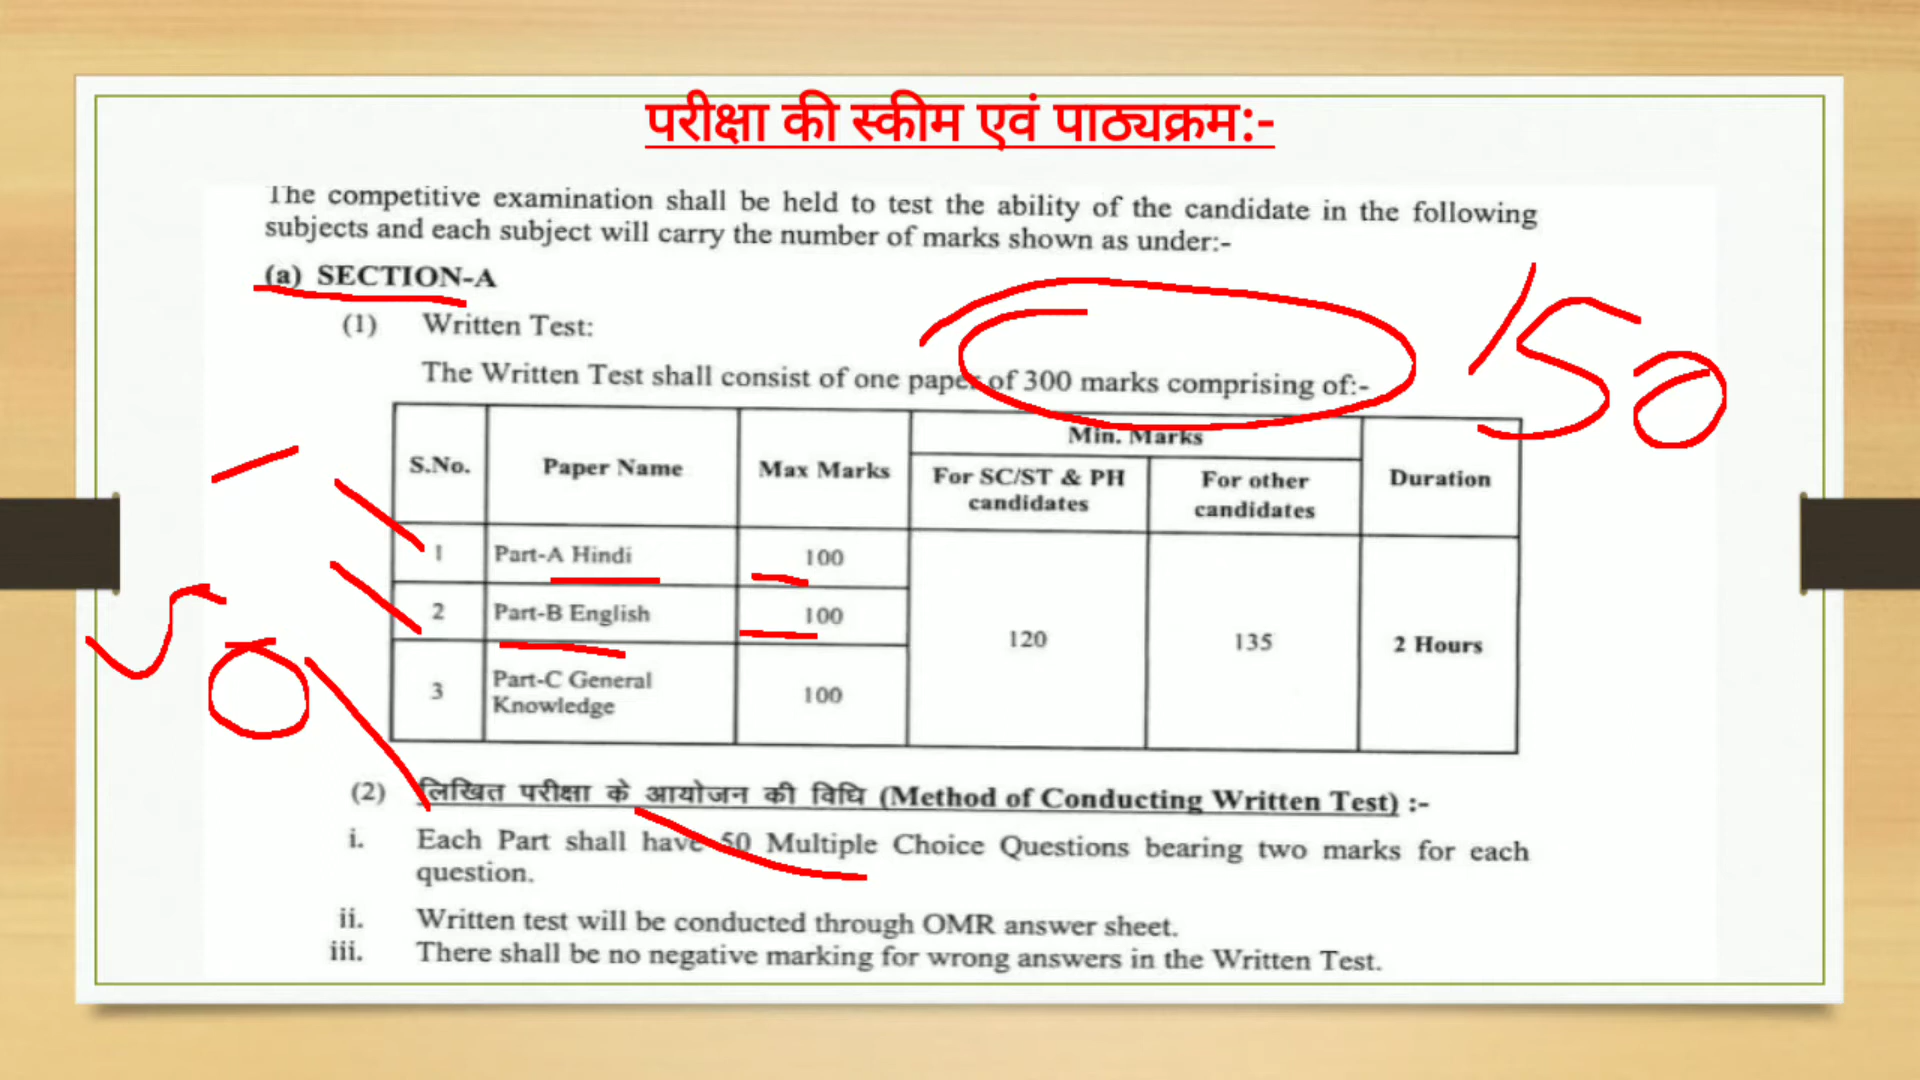 परीक्षा की स्कीम एवं पाठ्यक्रम:-
The competitive examination shall be held to test the ability of the candidate in the following
subjects and each subject will carry the number of marks shown as under:-
(a) SECTION-A
(1) Written Test:
150
The Written Test shall consist of one paper of 300 marks comprising of:-
S.No. Paper Name Max Marks Min. Marks Duration
For SC/ST & PH candidates For other candidates
1 Part-A Hindi 100
2 Part-B English 100
120 135 2 Hours
3 Part-C General Knowledge 100
50
(2) लिखित परीक्षा के आयोजन की विधि (Method of Conducting Written Test) :-
i. Each Part shall have 50 Multiple Choice Questions bearing two marks for each
question.
ii. Written test will be conducted through OMR answer sheet.
iii. There shall be no negative marking for wrong answers in the Written Test.